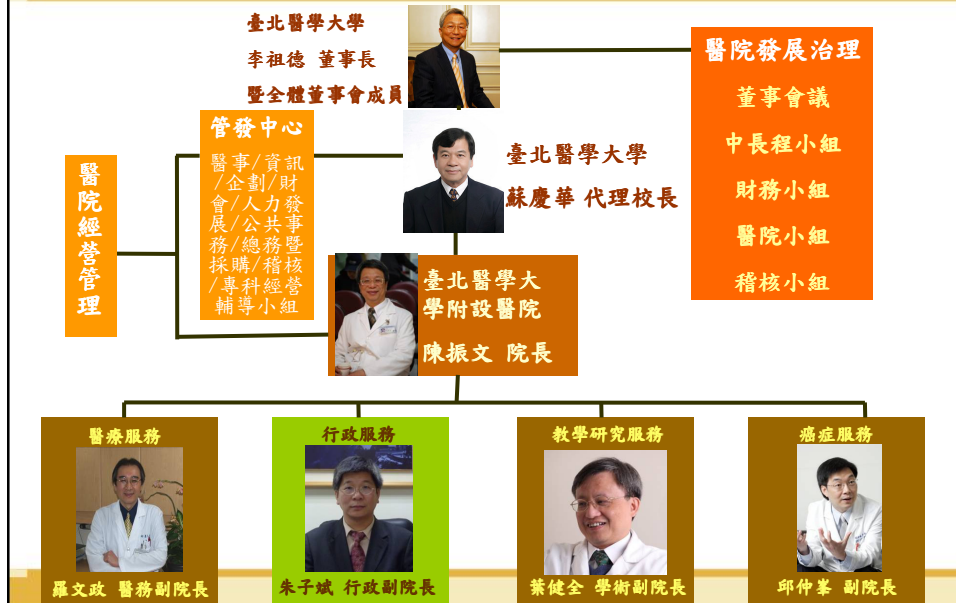 臺北醫學大學
李祖德 董事長
暨全體董事會成員
醫院發展治理
董事會議
中長程小組
財務小組
醫院小組
稽核小組
管發中心
醫事/資訊
/企劃/財
會/人力發
展/公共事
務/總務暨
採購/稽核
/專科經營
輔導小組
醫院經營管理
臺北醫學大學
蘇慶華 代理校長
臺北醫學大
學附設醫院
陳振文 院長
醫療服務
羅文政 醫務副院長
行政服務
朱子斌 行政副院長
教學研究服務
葉健全 學術副院長
癌症服務
邱仲峯 副院長